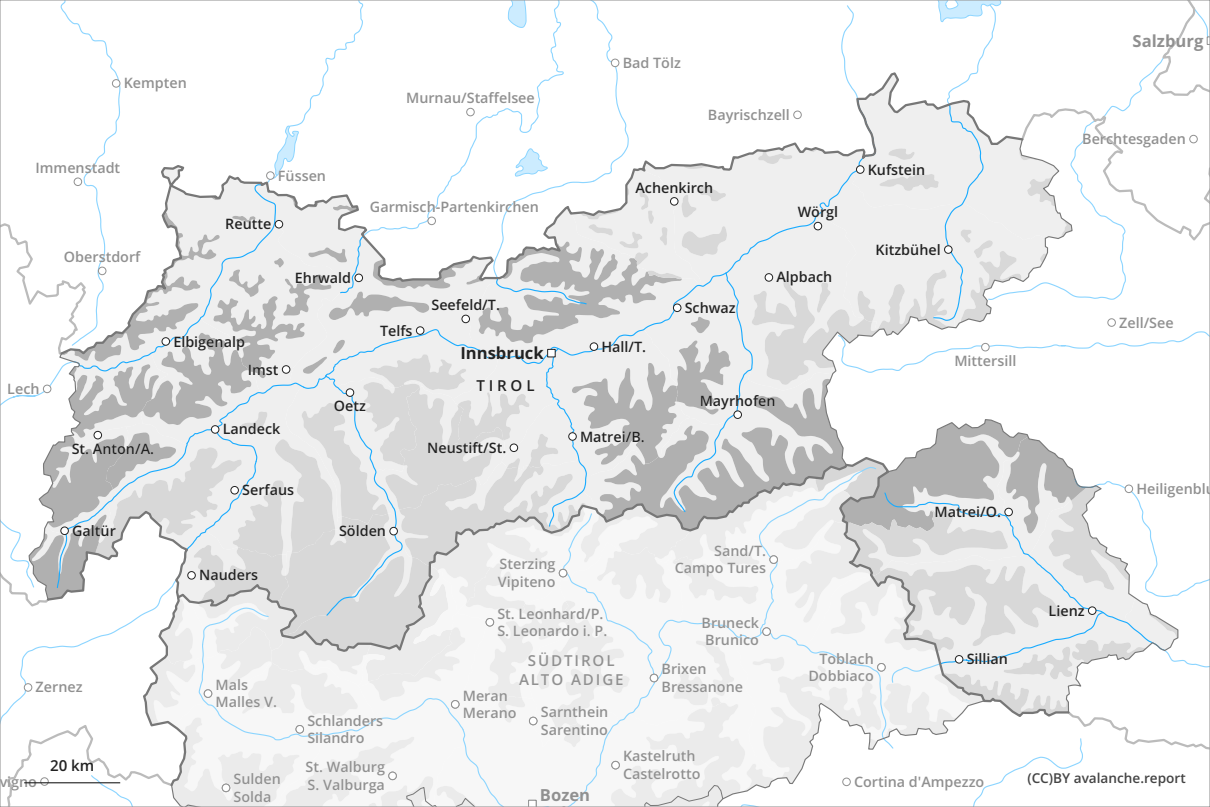 Salzburg
Bad Tölz
Kempten
Murnau/Staffelsee
Bayrischzell
Berchtesgaden
Immenstadt
Füssen
Kufstein
Achenkirch
Garmisch-Partenkirchen
Wörgl
Reutte
Kitzbühel
Oberstdorf
Ehrwald
Alpbach
Seefeld/T.
Schwaz
Zell/See
Telfs
Elbigenalp
Innsbruck
Hall/T.
Mittersill
Imst
TIROL
Lech
Oetz
Mayrhofen
Landeck
Matrei/B.
St. Anton/A.
Neustift/St.
Serfaus
Heiligenblu
Matrei/O.
Galtür
Sölden
Sand/T.
Campo Tures
Sterzing
Vipiteno
Nauders
St. Leonhard/P.
S. Leonardo i. P.
Lienz
Bruneck
Brunico
SÜDTIROL
ALTO ADIGE
Toblach
Dobbiaco
Sillian
Brixen
Bressanone
Zernez
Mals
Malles V.
Meran
Merano
Sarnthein
Sarentino
Schlanders
Silandro
Kastelruth
Castelrotto
20 km
St. Walburg
S. Valburga
vigno
Sulden
Solda
Cortina d'Ampezzo
(CC)BY avalanche.report
Bozen